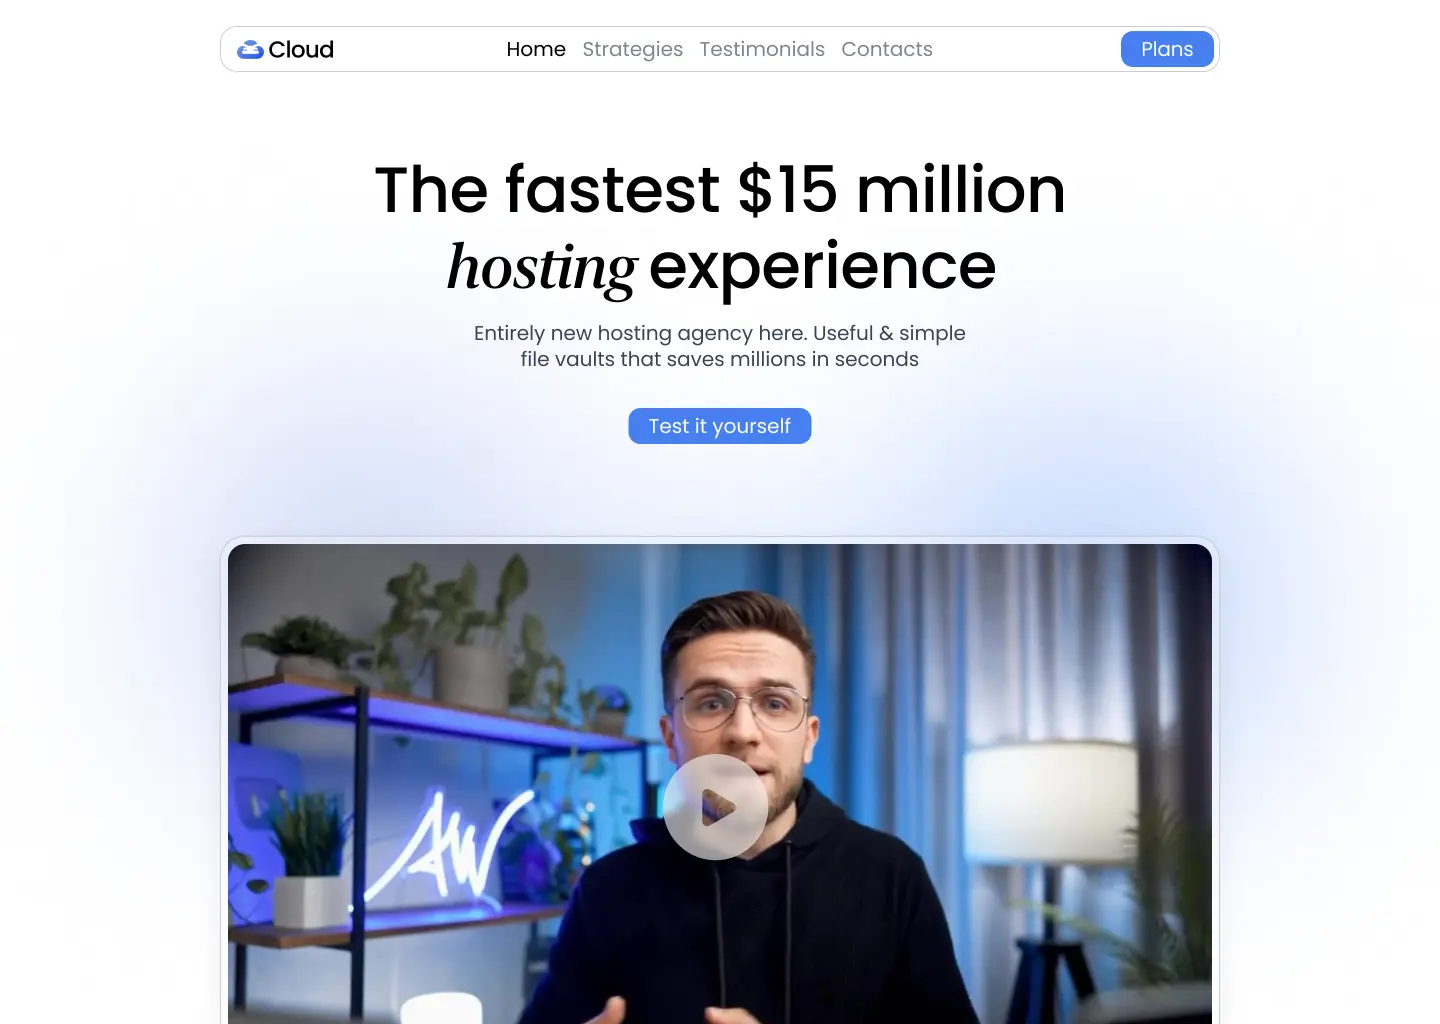 Cloud
Home Strategies Testimonials Contacts
Plans
The fastest $15 million
hosting experience
Entirely new hosting agency here. Useful & simple
file vaults that saves millions in seconds
Test it yourself
AW